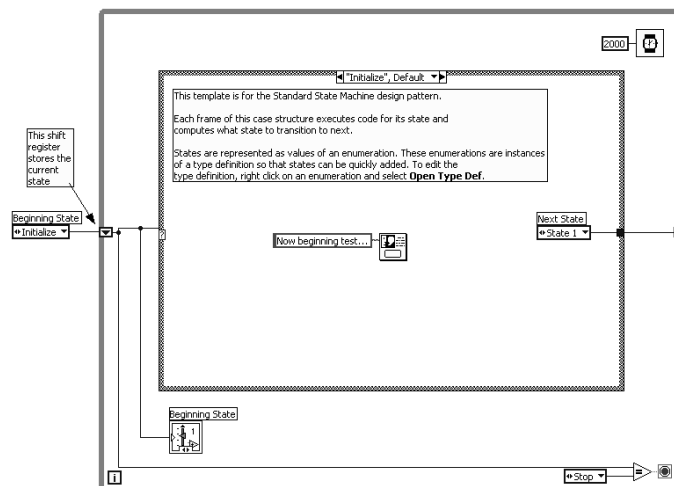 2000
"Initialize", Default
This template is for the Standard State Machine design pattern.
Each frame of this case structure executes code for its state and
computes what state to transition to next.
States are represented as values of an enumeration. These enumerations are instances
of a type definition so that states can be quickly added. To edit the
type definition, right click on an enumeration and select Open Type Def.
This shift
register
stores the
current
state
Beginning State
Initialize
?
Now beginning test...
Next State
State 1
Beginning State
1
i
Stop
=